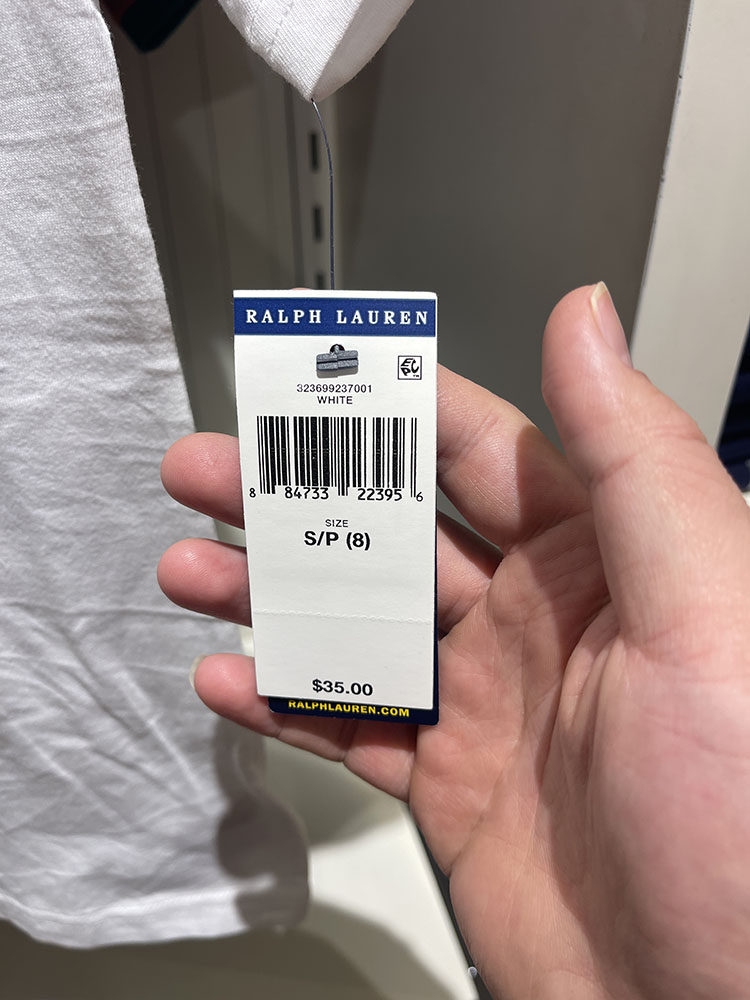 RALPH LAUREN
323699237001
WHITE
8 84733 22395 6
SIZE
S/P (8)
$35.00
RALPHLAUREN.COM